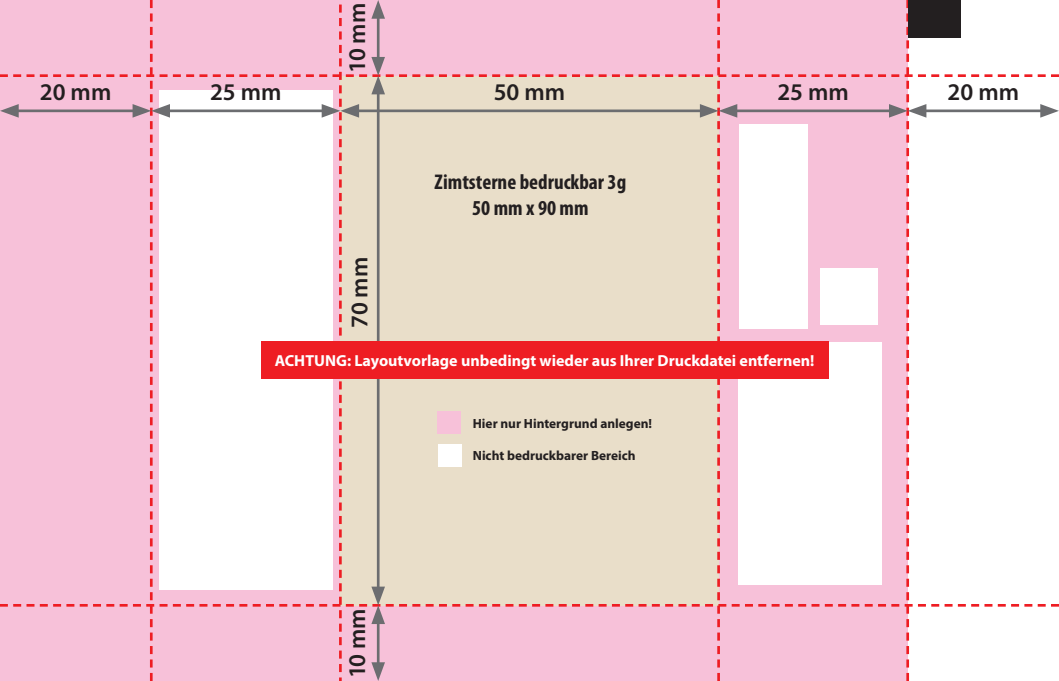 10 mm
20 mm
25 mm
50 mm
25 mm
20 mm
Zimtsterne bedruckbar 3g
50 mm x 90 mm
70 mm
ACHTUNG: Layoutvorlage unbedingt wieder aus Ihrer Druckdatei entfernen!
Hier nur Hintergrund anlegen!
Nicht bedruckbarer Bereich
10 mm